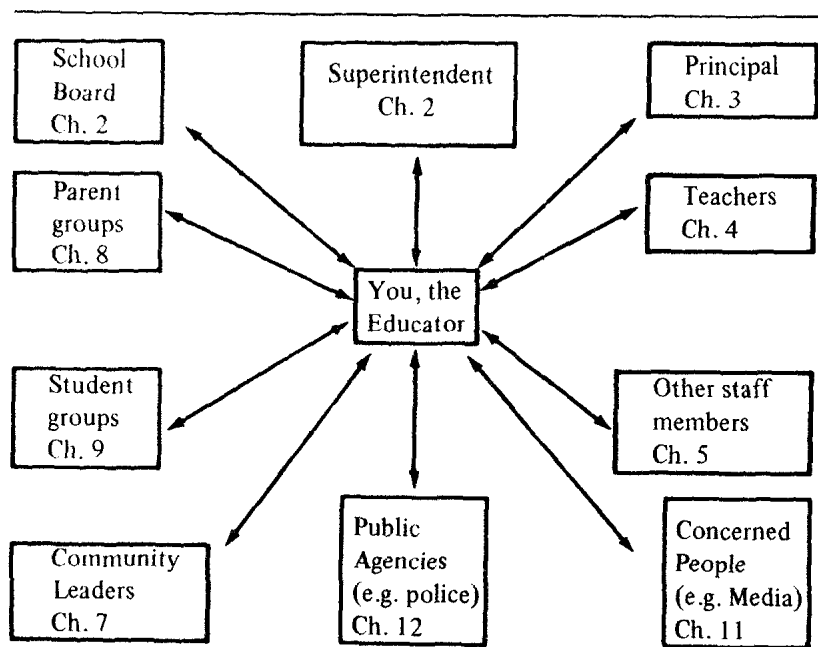 School
Board
Ch. 2
Superintendent
Ch. 2
Principal
Ch. 3
Parent
groups
Ch. 8
Teachers
Ch. 4
You, the
Educator
Student
groups
Ch. 9
Other staff
members
Ch. 5
Community
Leaders
Ch. 7
Public
Agencies
(e.g. police)
Ch. 12
Concerned
People
(e.g. Media)
Ch. 11